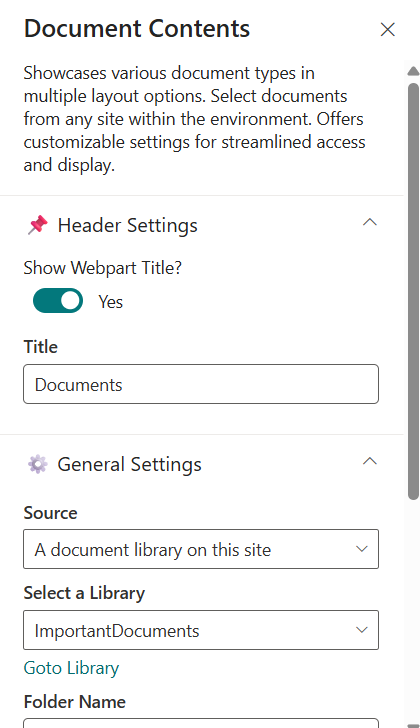 Document Contents
Showcases various document types in
multiple layout options. Select documents
from any site within the environment. Offers
customizable settings for streamlined access
and display.
Header Settings
Show Webpart Title?
Yes
Title
Documents
General Settings
Source
A document library on this site
Select a Library
ImportantDocuments
Goto Library
Folder Name